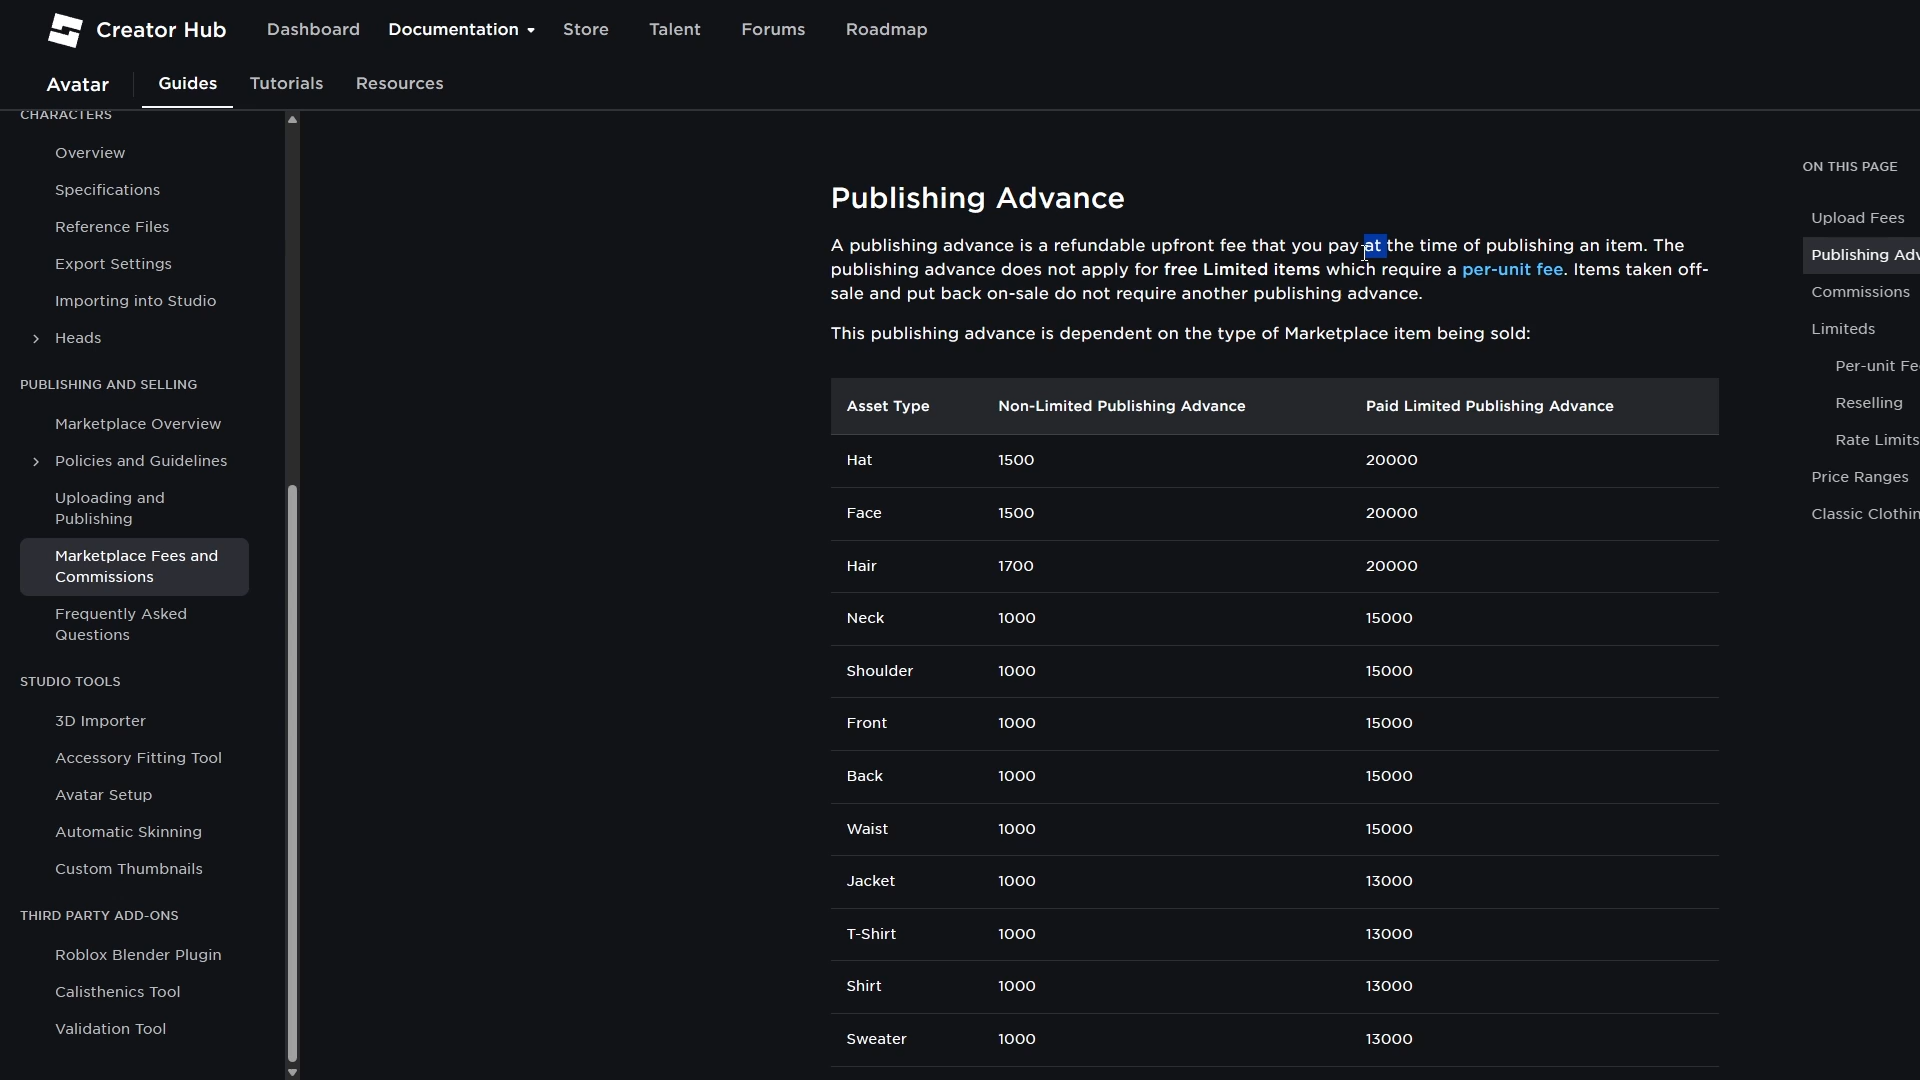 Creator Hub Dashboard Documentation Store Talent Forums Roadmap
Avatar Guides Tutorials Resources
CHARACTERS
Overview
Specifications
Reference Files
Export Settings
Importing into Studio
Heads
PUBLISHING AND SELLING
Marketplace Overview
Policies and Guidelines
Uploading and
Publishing
Marketplace Fees and
Commissions
Frequently Asked
Questions
STUDIO TOOLS
3D Importer
Accessory Fitting Tool
Avatar Setup
Automatic Skinning
Custom Thumbnails
THIRD PARTY ADD-ONS
Roblox Blender Plugin
Calisthenics Tool
Validation Tool
Publishing Advance
A publishing advance is a refundable upfront fee that you pay at the time of publishing an item. The
publishing advance does not apply for free Limited items which require a per-unit fee. Items taken off-
sale and put back on-sale do not require another publishing advance.
This publishing advance is dependent on the type of Marketplace item being sold:
Asset Type Non-Limited Publishing Advance Paid Limited Publishing Advance
Hat 1500 20000
Face 1500 20000
Hair 1700 20000
Neck 1000 15000
Shoulder 1000 15000
Front 1000 15000
Back 1000 15000
Waist 1000 15000
Jacket 1000 13000
T-Shirt 1000 13000
Shirt 1000 13000
Sweater 1000 13000
ON THIS PAGE
Upload Fees
Publishing Adv
Commissions
Limiteds
Per-unit Fe
Reselling
Rate Limits
Price Ranges
Classic Clothin